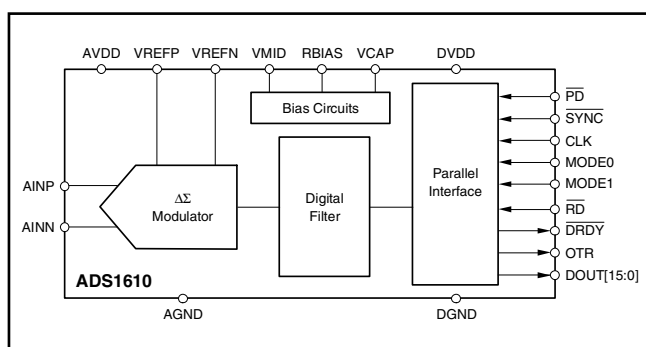 AVDD VREFP VREFN VMID RBIAS VCAP DVDD
Bias Circuits
PD
SYNC
CLK
MODE0
MODE1
RD
DRDY
OTR
DOUT[15:0]
AINP
AINN
ΔΣ
Modulator
Digital
Filter
Parallel
Interface
ADS1610
AGND DGND